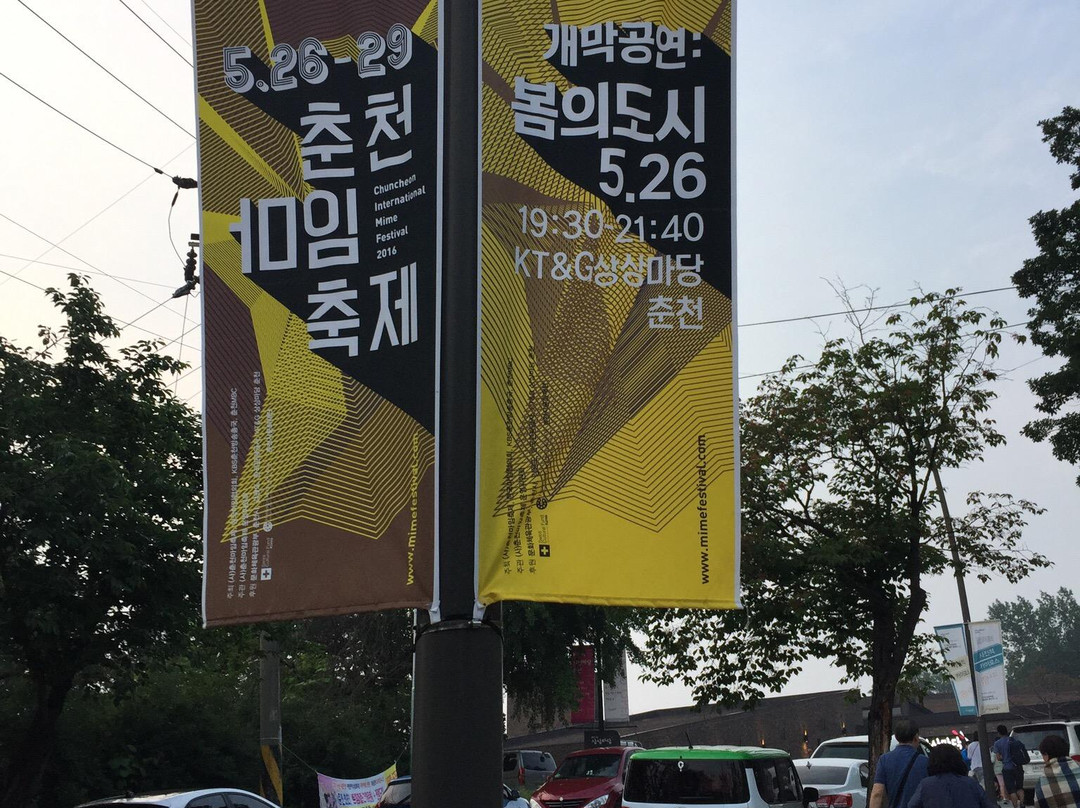 5.26-29
춘천
마임
축제
Chuncheon
International
Mime
Festival
2016
www.mimefestival.com
개막공연:
봄의도시
5.26
19:30-21:40
KT&G상상마당
춘천
www.mimefestival.com